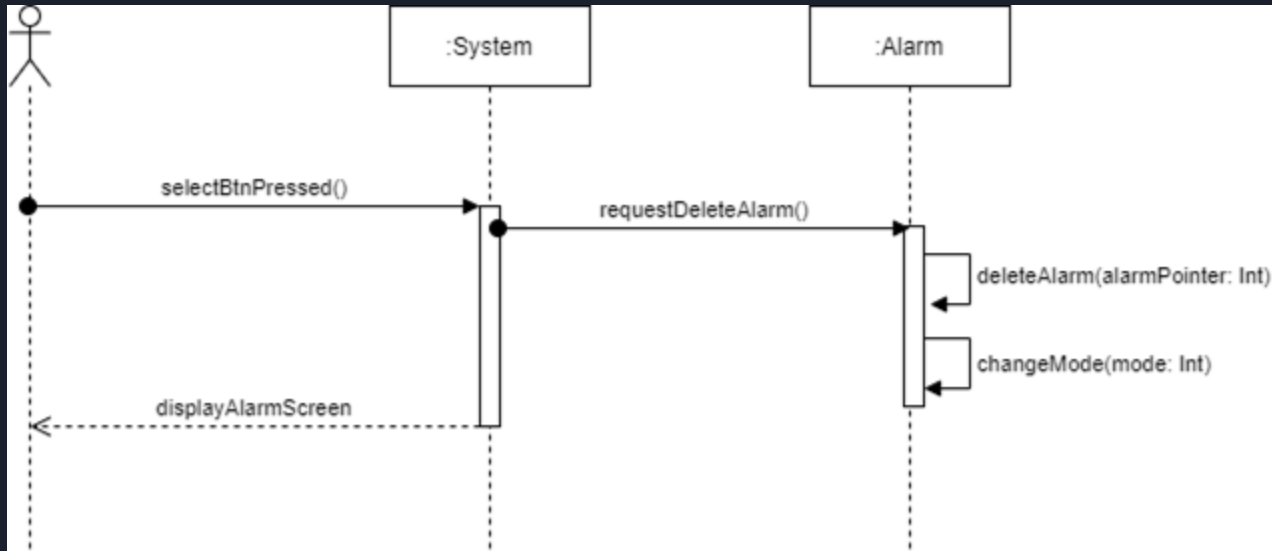 :System
:Alarm
selectBtnPressed()
requestDeleteAlarm()
deleteAlarm(alarmPointer: Int)
changeMode(mode: Int)
displayAlarmScreen